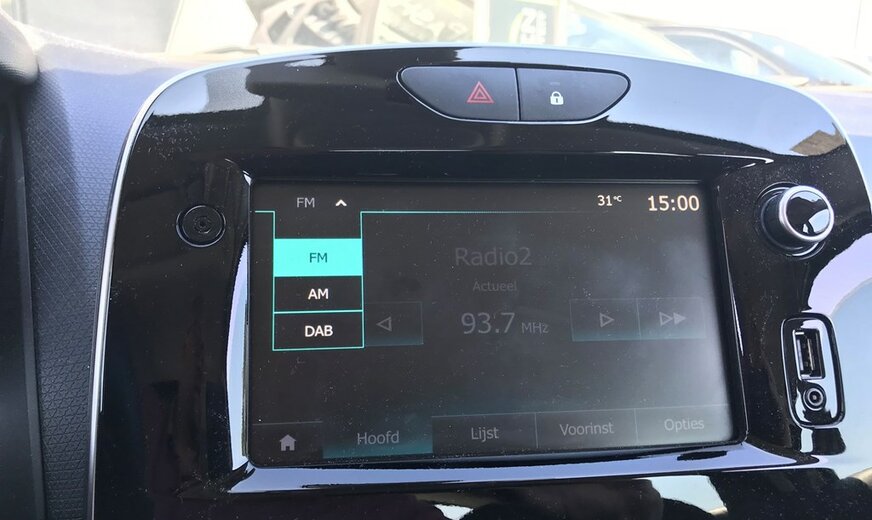 FM
31°C
15:00
FM
AM
DAB
Radio2
Actueel
93.7 MHz
Hoofd
Lijst
Voorinst
Opties